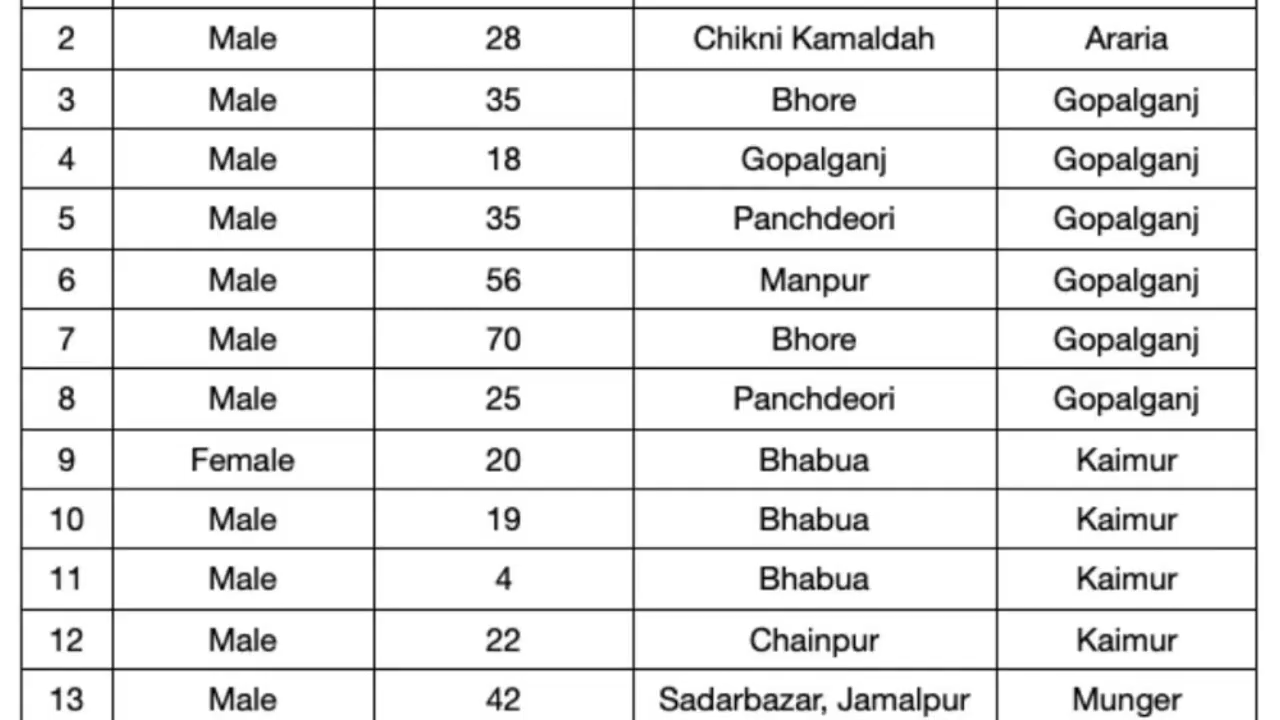 2 Male 28 Chikni Kamaldah Araria
3 Male 35 Bhore Gopalganj
4 Male 18 Gopalganj Gopalganj
5 Male 35 Panchdeori Gopalganj
6 Male 56 Manpur Gopalganj
7 Male 70 Bhore Gopalganj
8 Male 25 Panchdeori Gopalganj
9 Female 20 Bhabua Kaimur
10 Male 19 Bhabua Kaimur
11 Male 4 Bhabua Kaimur
12 Male 22 Chainpur Kaimur
13 Male 42 Sadarbazar, Jamalpur Munger